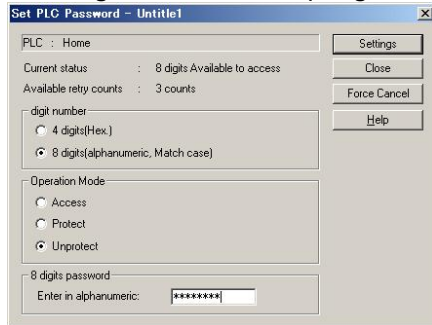 Set PLC Password - Untitle1
PLC : Home
Settings
Current status : 8 digits Available to access
Close
Available retry counts : 3 counts
Force Cancel
digit number
Help
4 digits(Hex.)
8 digits(alphanumeric, Match case)
Operation Mode
Access
Protect
Unprotect
8 digits password
Enter in alphanumeric: ********